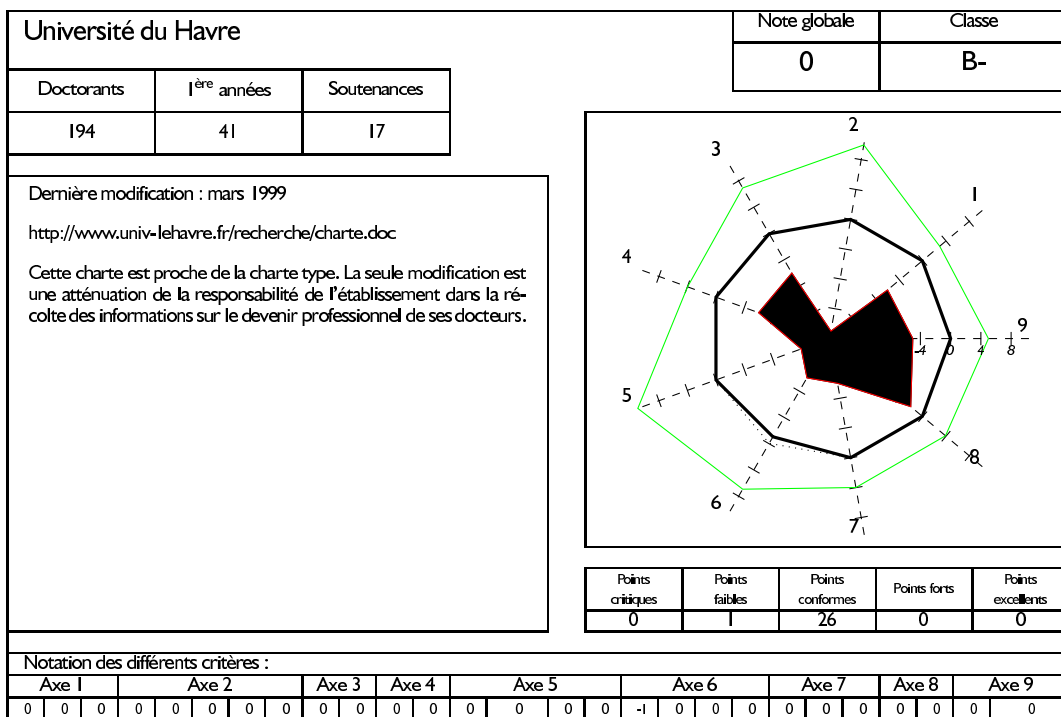 Université du Havre
Note globale Classe
0 B-
Doctorants 1ère années Soutenances
194 41 17
Dernière modification : mars 1999
http://www.univ-lehavre.fr/recherche/charte.doc
Cette charte est proche de la charte type. La seule modification est
une atténuation de la responsabilité de l'établissement dans la ré-
colte des informations sur le devenir professionnel de ses docteurs.
2
3
1
4
9
-4 0 4 8
5
8
6
7
Points critiques Points faibles Points conformes Points forts Points excellents
0 1 26 0 0
Notation des différents critères :
Axe 1 Axe 2 Axe 3 Axe 4 Axe 5 Axe 6 Axe 7 Axe 8 Axe 9
0 0 0 0 0 0 0 0 0 0 0 0 0 0 0 0 -1 0 0 0 0 0 0 0 0 0 0